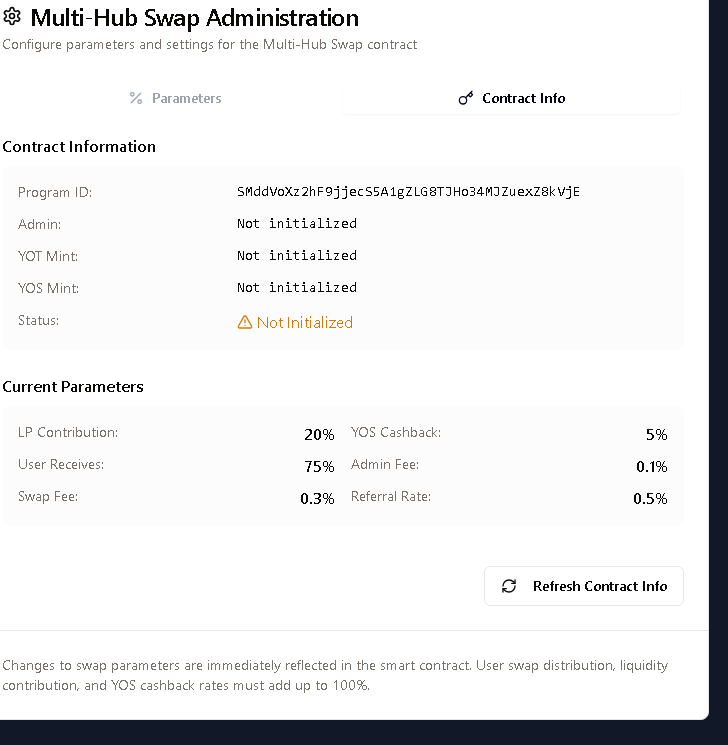 Multi-Hub Swap Administration
Configure parameters and settings for the Multi-Hub Swap contract
Parameters
Contract Info
Contract Information
Program ID: SMddVoXz2hF9jjecS5A1gZLG8TJHo34MJZuexZ8kVjE
Admin: Not initialized
YOT Mint: Not initialized
YOS Mint: Not initialized
Status: Not Initialized
Current Parameters
LP Contribution: 20% YOS Cashback: 5%
User Receives: 75% Admin Fee: 0.1%
Swap Fee: 0.3% Referral Rate: 0.5%
Refresh Contract Info
Changes to swap parameters are immediately reflected in the smart contract. User swap distribution, liquidity
contribution, and YOS cashback rates must add up to 100%.